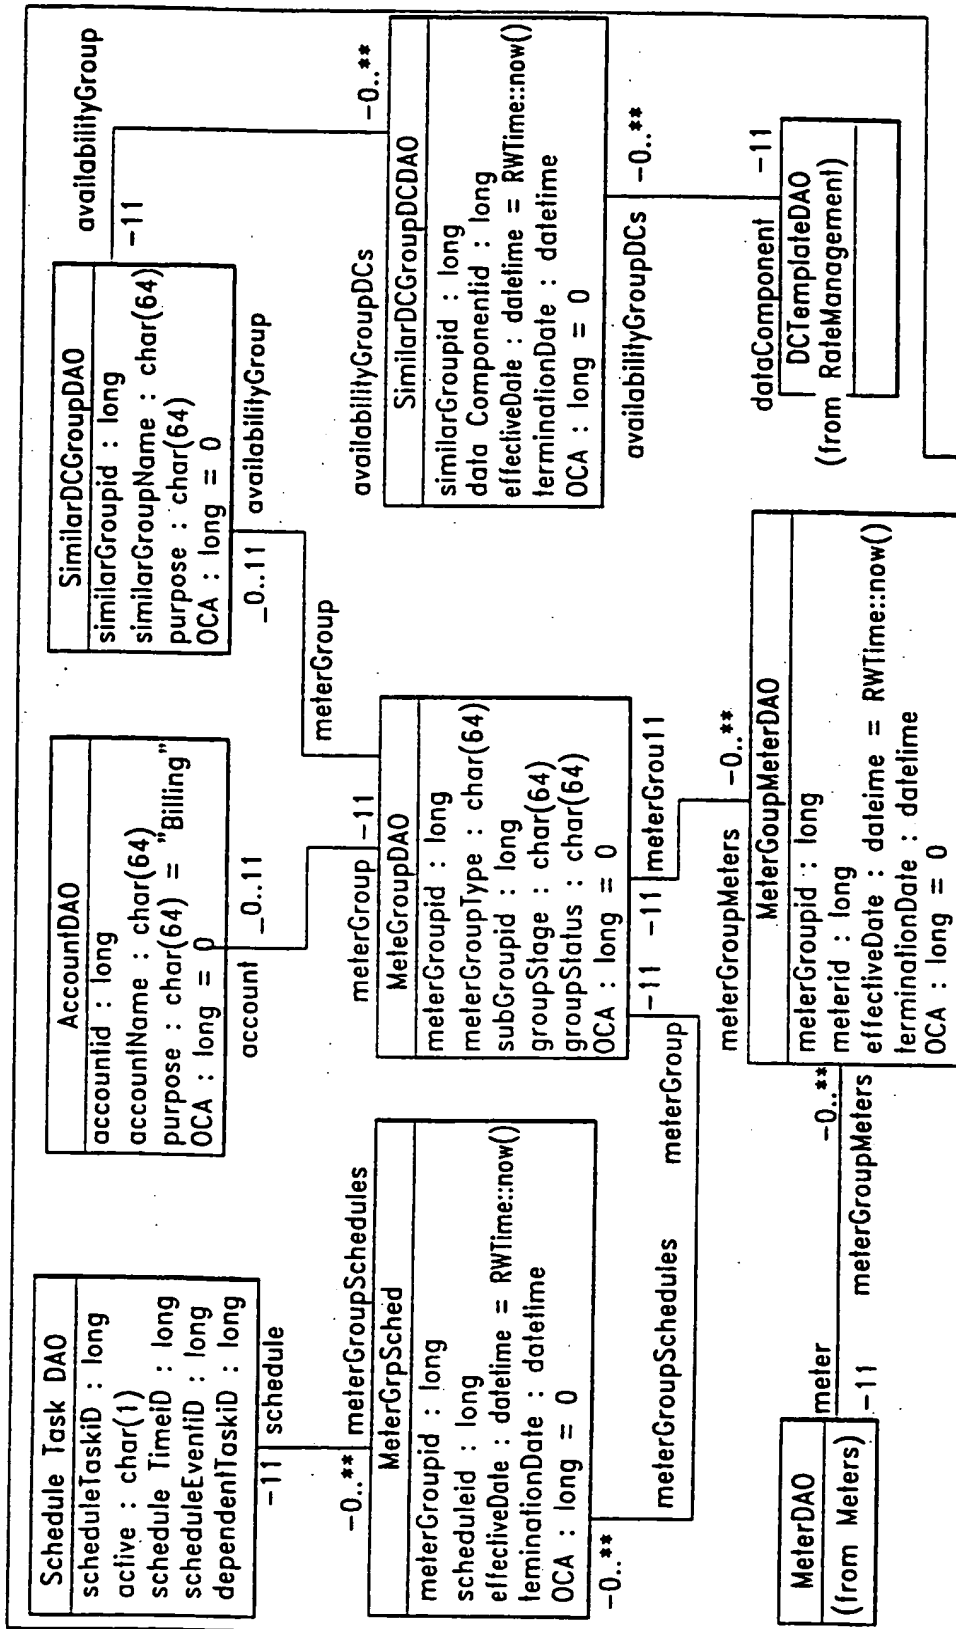 Schedule Task DAO
scheduleTaskiD : long
active : char(1)
schedule TimeiD : long
scheduleEventiD : long
dependentTaskiD : long
-11
schedule
-0..**
meterGroupSchedules
MeterGrpSched
meterGroupid : long
scheduleid : long
effectiveDate : datetime = RWTime::now()
teminationDate : datetime
OCA : long = 0
-0..**
meterGroupSchedules
meterGroup
AccountDAO
accountid : long
accountName : char(64)
purpose : char(64) = "Billing"
OCA : long = 0
account
_0..11
meterGroup
-11
MeteGroupDAO
meterGroupid : long
meterGroupType : char(64)
subGroupid : long
groupStage : char(64)
groupStatus : char(64)
OCA : long = 0
-11
-11
meterGrou11
SimilarDCGroupDAO
similarGroupid : long
similarGroupName : char(64)
purpose : char(64)
OCA : long = 0
_0..11
availabilityGroup
meterGroup
-11
availabilityGroup
-0..**
availabilityGroupDCs
SimilarDCGroupDCDAO
similarGroupid : long
data Componentid : long
effectiveDate : datetime = RWTime::now()
terminationDate : datetime
OCA : long = 0
availabilityGroupDCs
-0..**
dataComponent
-11
DCTemplateDAO
(from RateManagement)
meterGroupMeters
-0..**
MeterGoupMeterDAO
meterGroupid : long
meterid : long
effectiveDate : dateime = RWTime::now()
terminationDate : datetime
OCA : long = 0
-0..**
meterGroupMeters
meter
-11
MeterDAO
(from Meters)